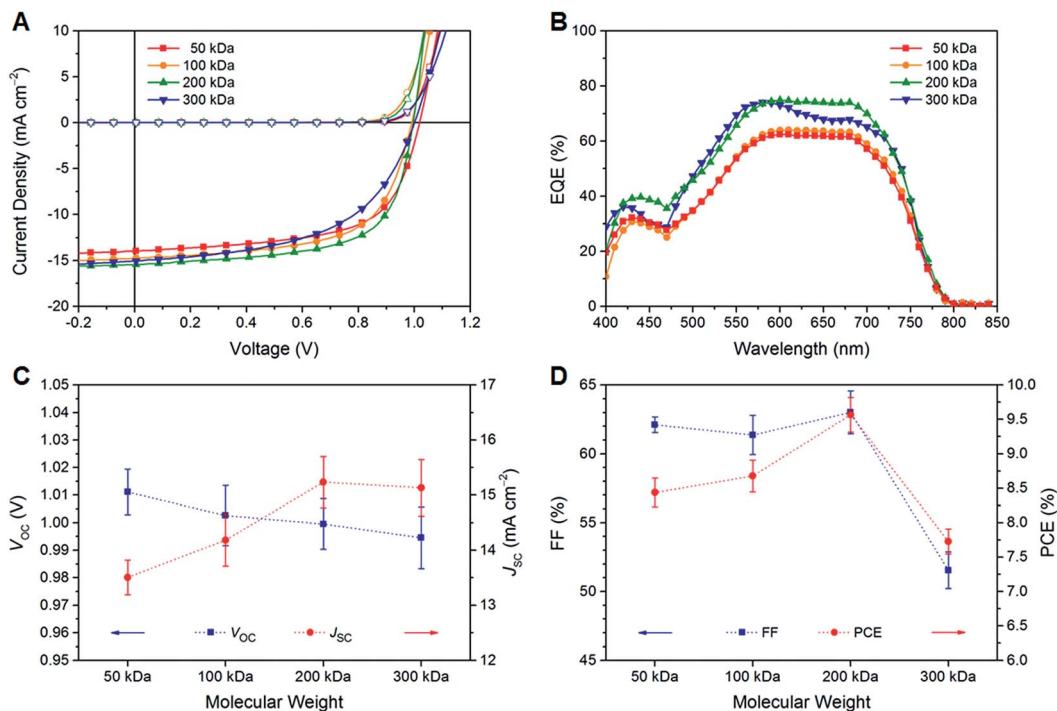 A
10
5
0
-5
-10
-15
-20
Current Density (mA cm⁻²)
50 kDa
100 kDa
200 kDa
300 kDa
-0.2
0.0
0.2
0.4
0.6
0.8
1.0
1.2
Voltage (V)
B
100
80
60
40
20
0
EQE (%)
50 kDa
100 kDa
200 kDa
300 kDa
400
450
500
550
600
650
700
750
800
850
Wavelength (nm)
C
1.05
1.04
1.03
1.02
1.01
1.00
0.99
0.98
0.97
0.96
0.95
V_OC (V)
17
16
15
14
13
12
J_SC (mA cm⁻²)
V_OC
J_SC
50 kDa
100 kDa
200 kDa
300 kDa
Molecular Weight
D
65
60
55
50
45
FF (%)
10.0
9.5
9.0
8.5
8.0
7.5
7.0
6.5
6.0
PCE (%)
FF
PCE
50 kDa
100 kDa
200 kDa
300 kDa
Molecular Weight